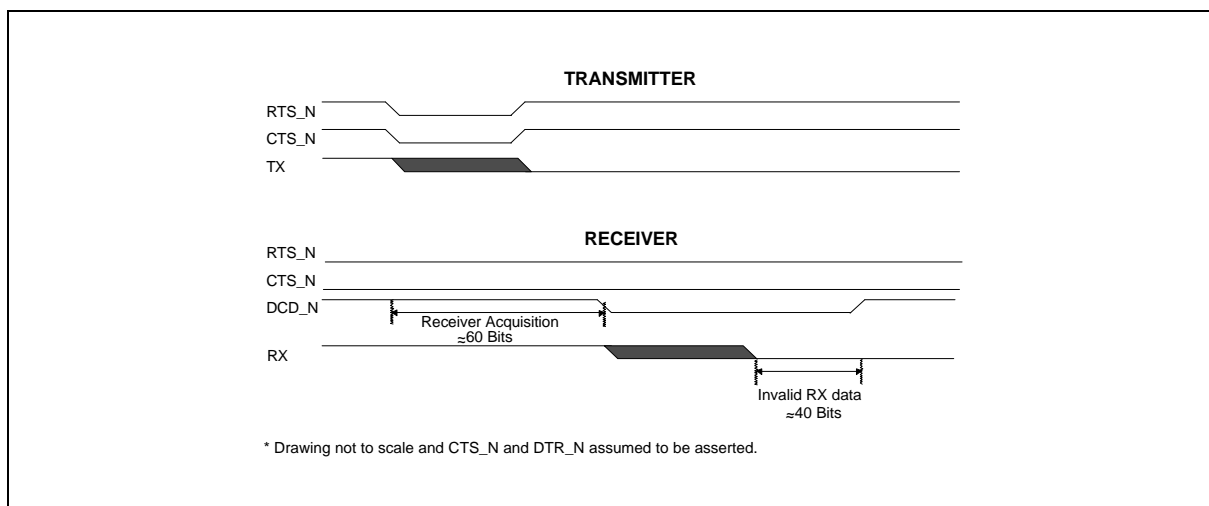 TRANSMITTER
RTS_N
CTS_N
TX
RECEIVER
RTS_N
CTS_N
DCD_N
Receiver Acquisition
≈60 Bits
RX
Invalid RX data
≈40 Bits
* Drawing not to scale and CTS_N and DTR_N assumed to be asserted.